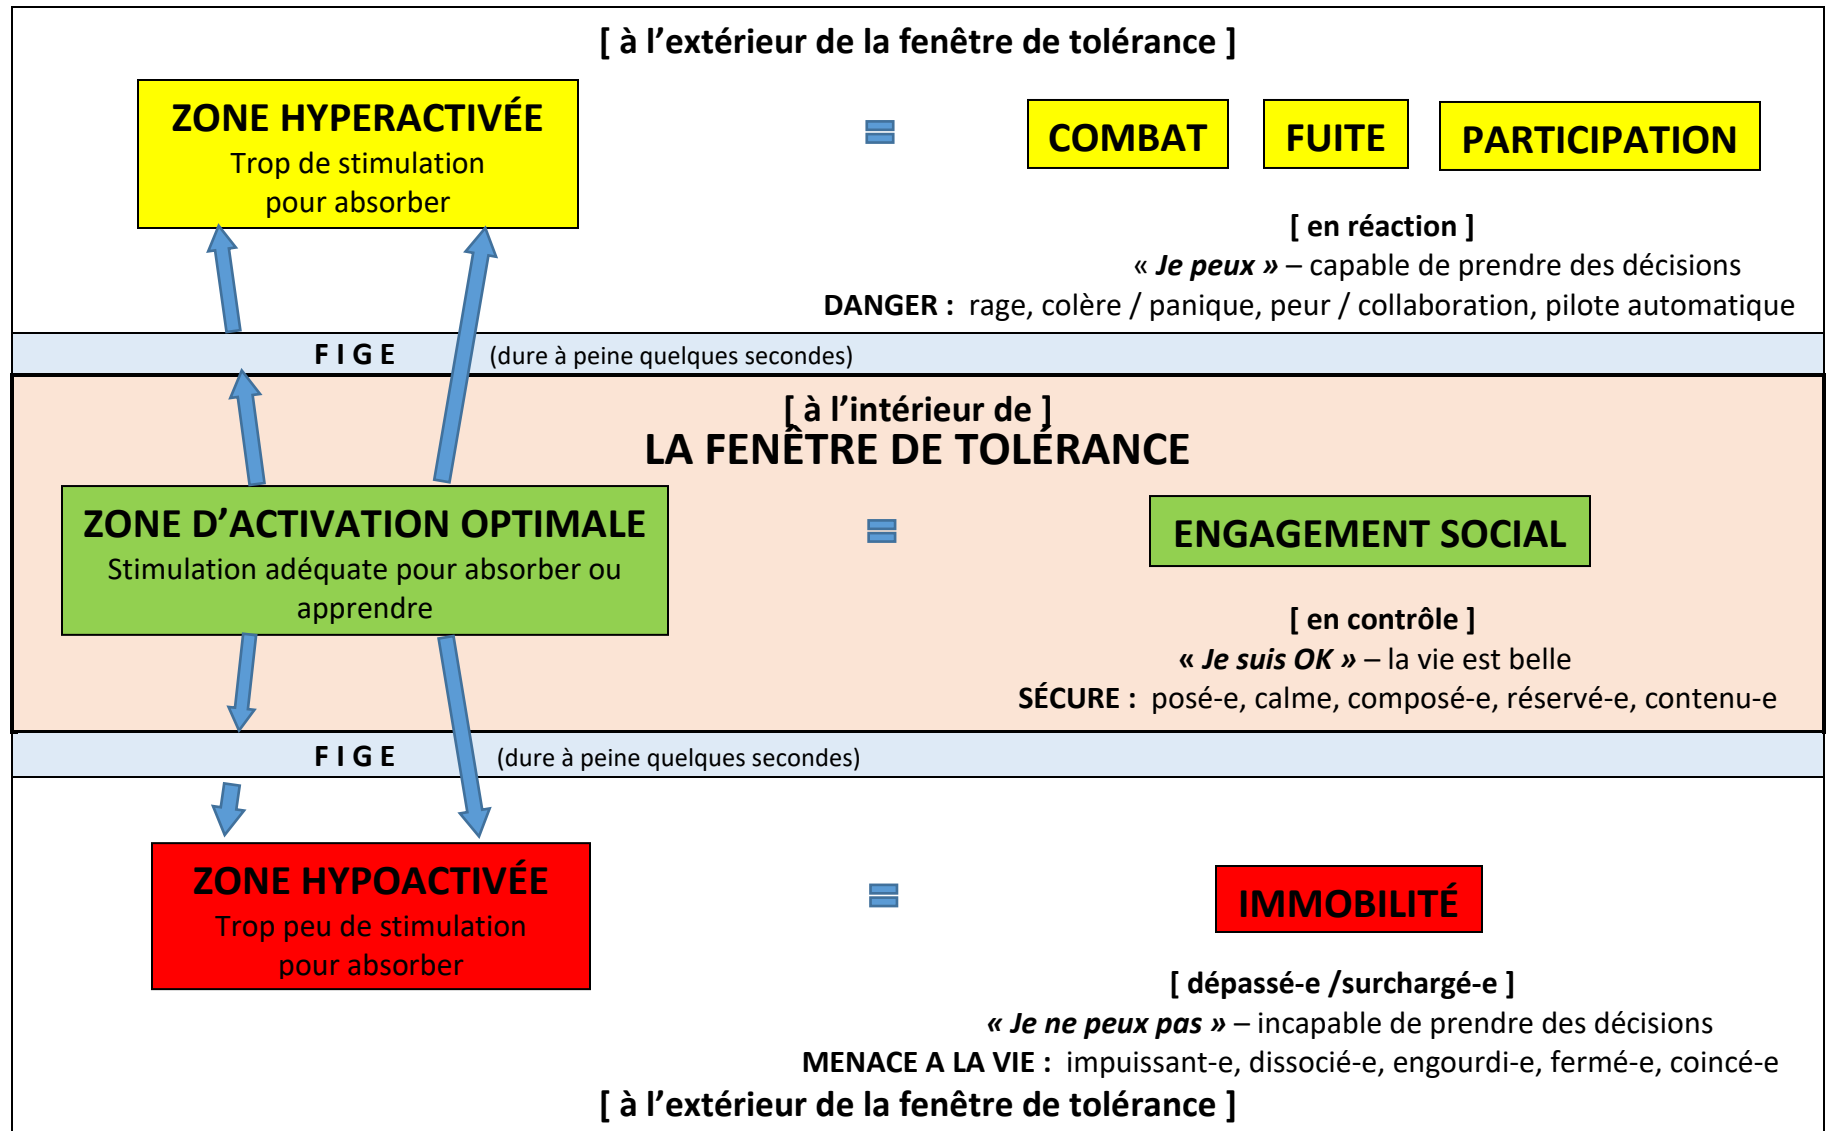 [ à l’extérieur de la fenêtre de tolérance ]
ZONE HYPERACTIVÉE
Trop de stimulation
pour absorber
COMBAT
FUITE
PARTICIPATION
[ en réaction ]
« Je peux » – capable de prendre des décisions
DANGER : rage, colère / panique, peur / collaboration, pilote automatique
F I G E (dure à peine quelques secondes)
[ à l’intérieur de ]
LA FENÊTRE DE TOLÉRANCE
ZONE D’ACTIVATION OPTIMALE
Stimulation adéquate pour absorber ou
apprendre
ENGAGEMENT SOCIAL
[ en contrôle ]
« Je suis OK » – la vie est belle
SÉCURE : posé-e, calme, composé-e, réservé-e, contenu-e
F I G E (dure à peine quelques secondes)
ZONE HYPOACTIVÉE
Trop peu de stimulation
pour absorber
IMMOBILITÉ
[ dépassé-e /surchargé-e ]
« Je ne peux pas » – incapable de prendre des décisions
MENACE A LA VIE : impuissant-e, dissocié-e, engourdi-e, fermé-e, coincé-e
[ à l’extérieur de la fenêtre de tolérance ]